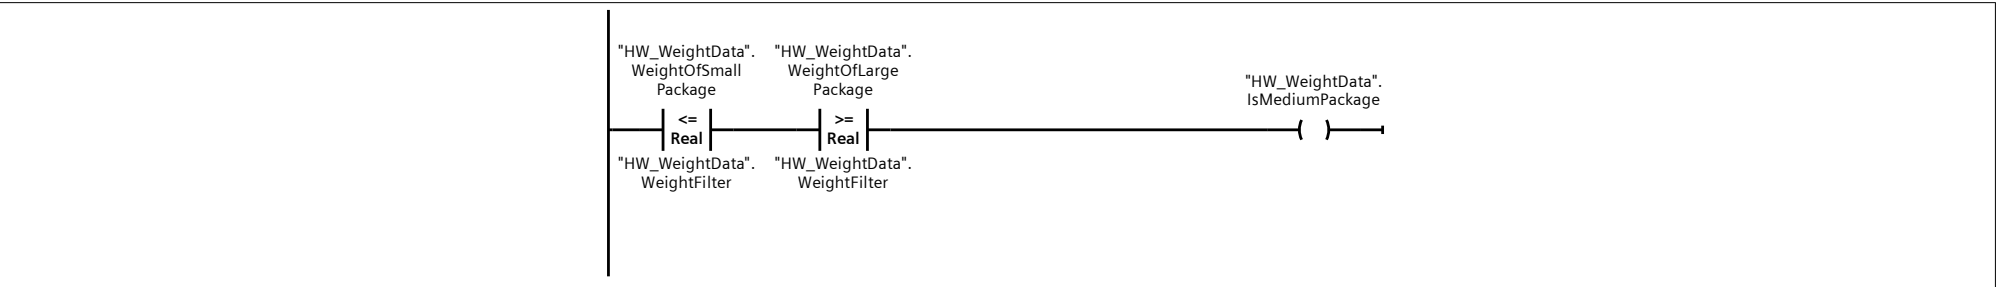 "HW_WeightData".
WeightOfSmall
Package
<=
Real
"HW_WeightData".
WeightFilter
"HW_WeightData".
WeightOfLarge
Package
>=
Real
"HW_WeightData".
WeightFilter
"HW_WeightData".
IsMediumPackage
( )